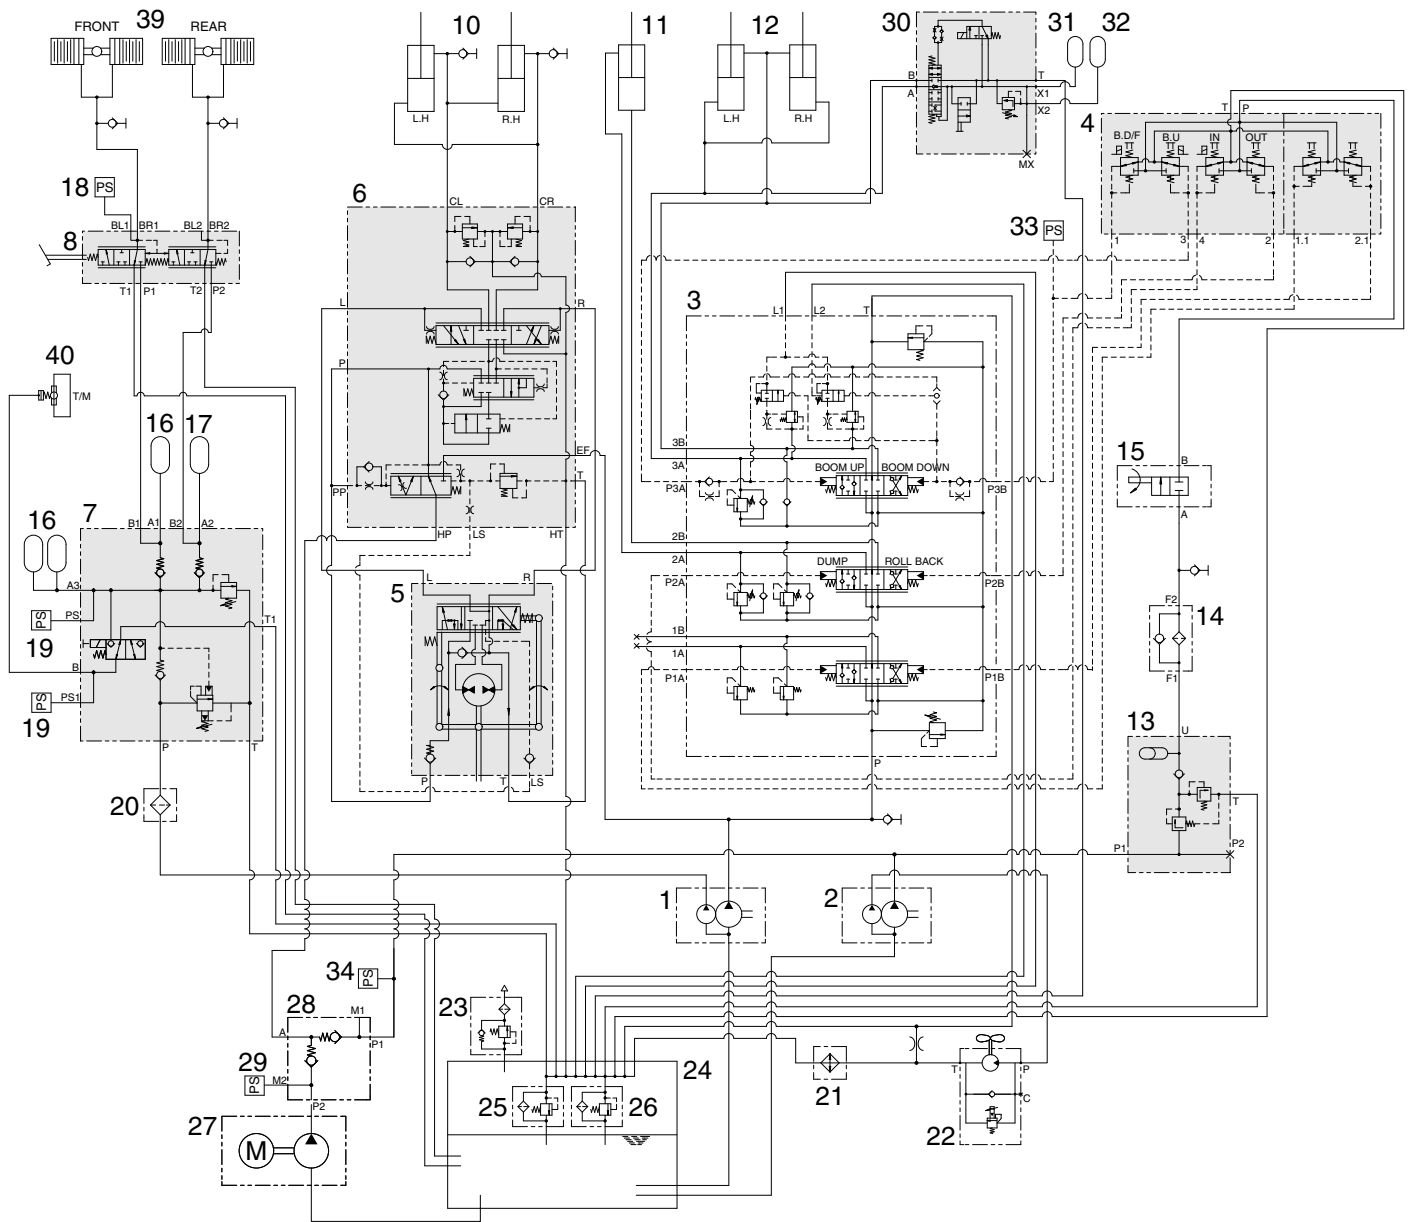 FRONT 39 REAR
10
11
12
30
31
32
L.H
R.H
L.H
R.H
B
A
T
X1
X2
MX
T P
4
B.D/F
B.U
IN
OUT
1
3
4
2
1.1
2.1
18
PS
BL1
BR1
BL2
BR2
8
T1
P1
T2
P2
6
CL
CR
L
R
P
EF
T
PP
HP
LS
HT
33
PS
3
L1
L2
T
40
T/M
16
17
16
7
B1
A1
B2
A2
A3
PS
PS
T1
19
B
PS
PS1
19
P
T
3B
3A
P3A
BOOM UP
BOOM DOWN
P3B
2B
2A
P2A
DUMP
ROLL BACK
P2B
1B
1A
P1A
P1B
P
15
B
A
F2
14
F1
5
L
R
P
T
LS
13
U
T
P1
P2
20
1
2
34
PS
28
M1
A
P1
29
PS
M2
P2
27
M
23
24
25
26
21
T
P
C
22